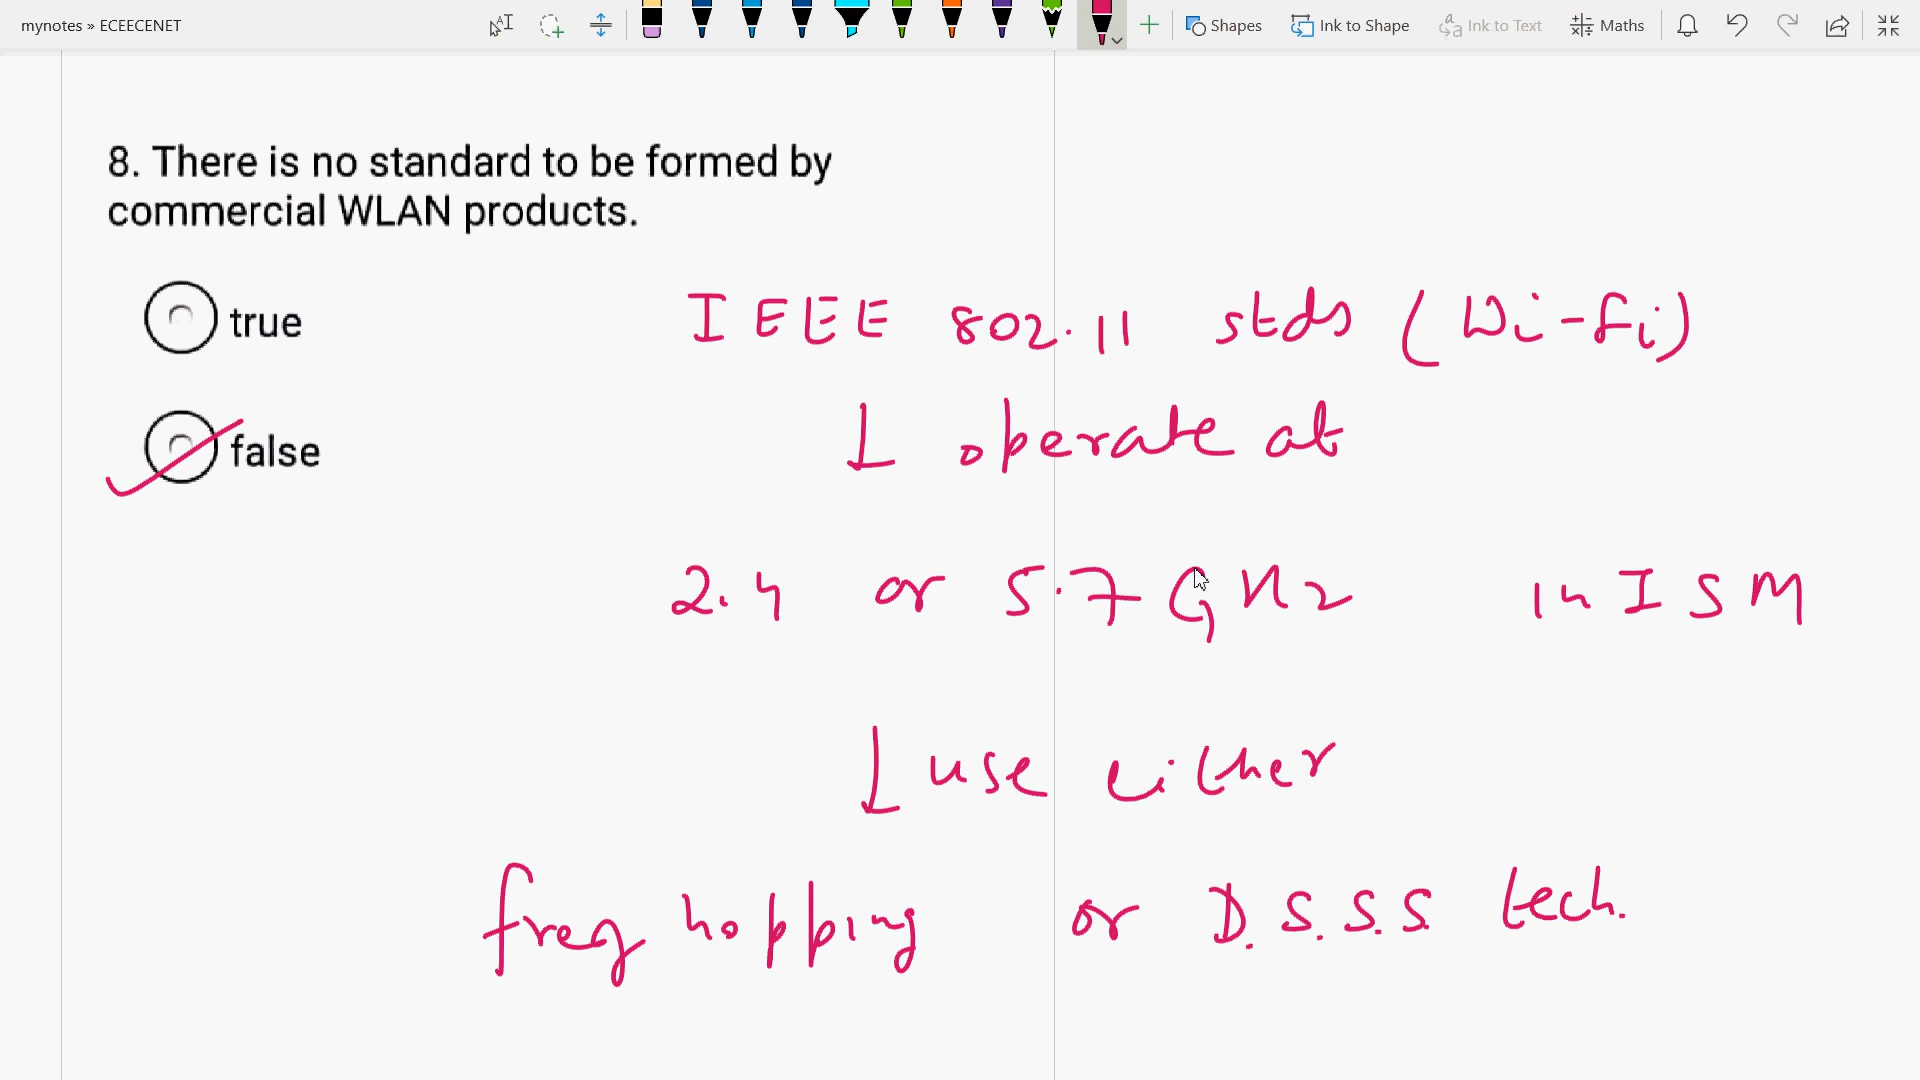 mynotes » ECEECENET
Shapes
Ink to Shape
Ink to Text
Maths
8. There is no standard to be formed by
commercial WLAN products.
true
false
IEEE 802.11 stds (Wi-fi)
operate at
2.4 or 5.7 GHz in ISM
use either
freq hopping or D.S.S.S tech.